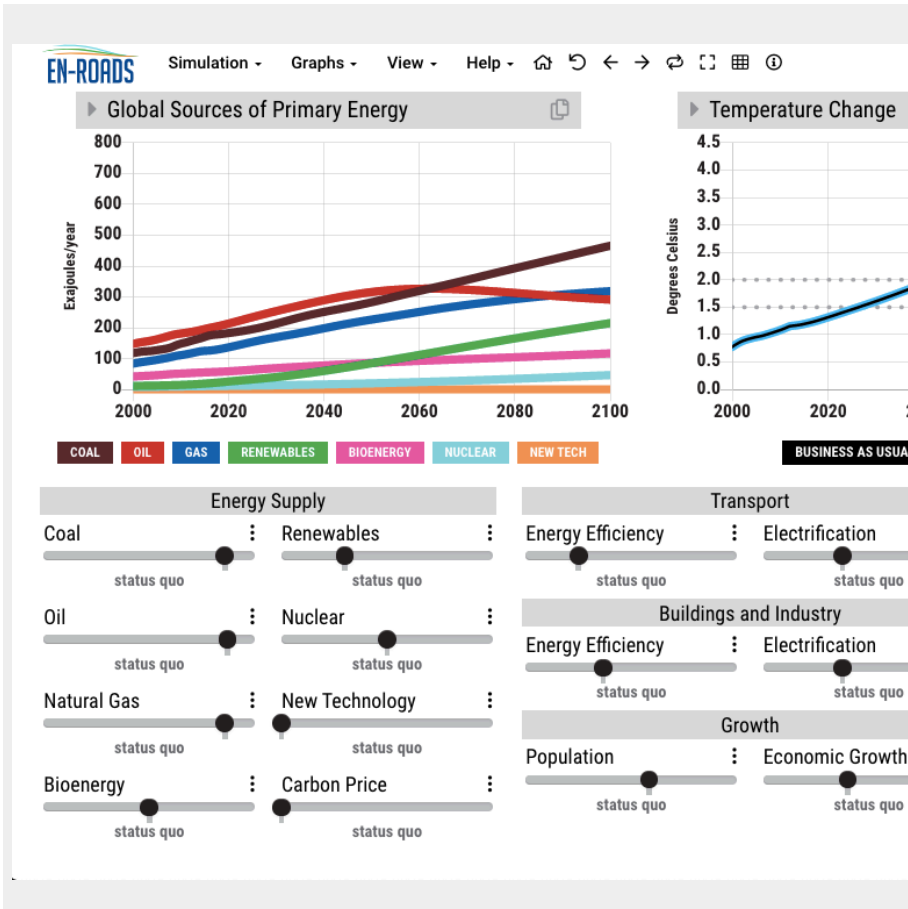 EN-ROADS
Simulation Graphs View Help
Global Sources of Primary Energy
Temperature Change
Exajoules/year
800
700
600
500
400
300
200
100
0
2000 2020 2040 2060 2080 2100
Degrees Celsius
4.5
4.0
3.5
3.0
2.5
2.0
1.5
1.0
0.5
0.0
2000 2020
COAL OIL GAS RENEWABLES BIOENERGY NUCLEAR NEW TECH
BUSINESS AS USUA
Energy Supply
Coal
status quo
Renewables
status quo
Oil
status quo
Nuclear
status quo
Natural Gas
status quo
New Technology
status quo
Bioenergy
status quo
Carbon Price
status quo
Transport
Energy Efficiency
status quo
Electrification
status quo
Buildings and Industry
Energy Efficiency
status quo
Electrification
status quo
Growth
Population
status quo
Economic Growth
status quo